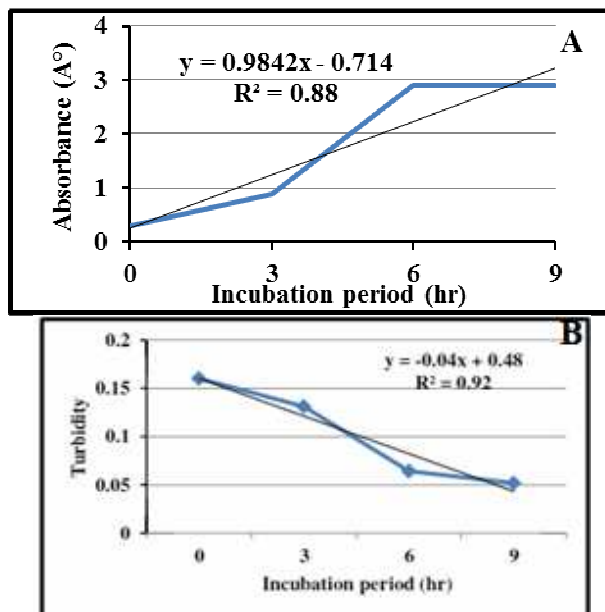 A
y = 0.9842x - 0.714
R² = 0.88
Absorbance (A°)
4
3
2
1
0
0 3 6 9
Incubation period (hr)
B
y = -0.04x + 0.48
R² = 0.92
Turbidity
0.2
0.15
0.1
0.05
0
0 3 6 9
Incubation period (hr)